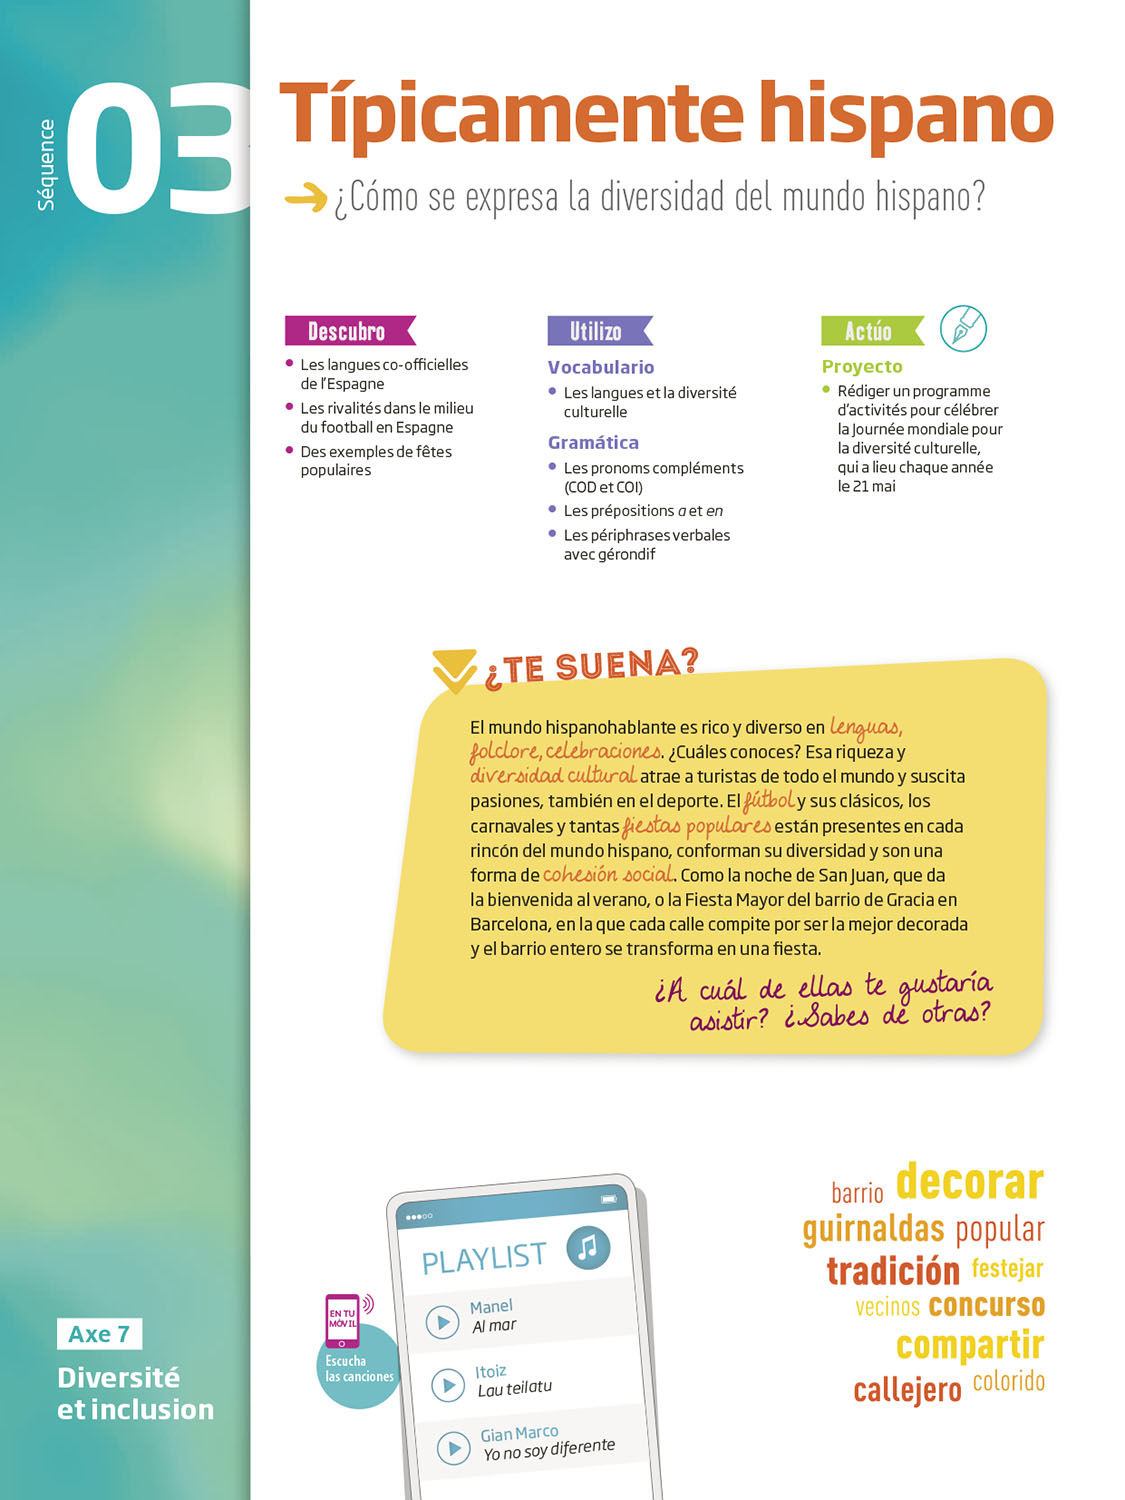 Séquence
03
Típicamente hispano
¿Cómo se expresa la diversidad del mundo hispano?
Descubro
• Les langues co-officielles
de l'Espagne
• Les rivalités dans le milieu
du football en Espagne
• Des exemples de fêtes
populaires
Utilizo
Vocabulario
• Les langues et la diversité
culturelle
Gramática
• Les pronoms compléments
(COD et COI)
• Les prépositions a et en
• Les périphrases verbales
avec gérondif
Actúo
Proyecto
• Rédiger un programme
d'activités pour célébrer
la Journée mondiale pour
la diversité culturelle,
qui a lieu chaque année
le 21 mai
¿TE SUENA?
El mundo hispanohablante es rico y diverso en lenguas,
folclore, celebraciones. ¿Cuáles conoces? Esa riqueza y
diversidad cultural atrae a turistas de todo el mundo y suscita
pasiones, también en el deporte. El fútbol y sus clásicos, los
carnavales y tantas fiestas populares están presentes en cada
rincón del mundo hispano, conforman su diversidad y son una
forma de cohesión social. Como la noche de San Juan, que da
la bienvenida al verano, o la Fiesta Mayor del barrio de Gracia en
Barcelona, en la que cada calle compite por ser la mejor decorada
y el barrio entero se transforma en una fiesta.
¿A cuál de ellas te gustaría
asistir? ¿Sabes de otras?
PLAYLIST
Manel
Al mar
Itoiz
Lau teilatu
Gian Marco
Yo no soy diferente
EN TU
MÓVIL
Escucha
las canciones
barrio decorar
guirnaldas popular
tradición festejar
vecinos concurso
compartir
callejero colorido
Axe 7
Diversité
et inclusion